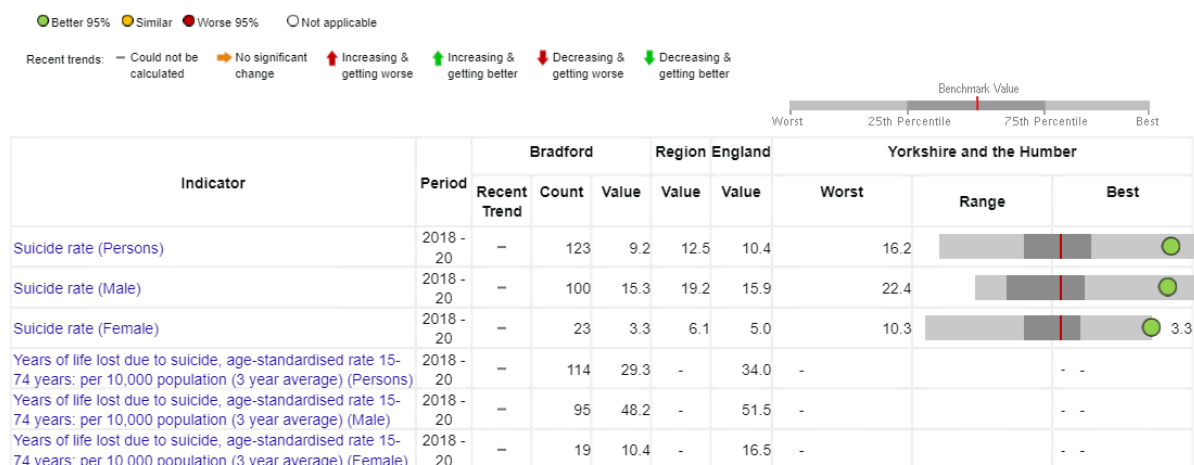 Better 95% Similar Worse 95% Not applicable
Recent trends: – Could not be calculated No significant change Increasing & getting worse Increasing & getting better Decreasing & getting worse Decreasing & getting better
Benchmark Value
Worst 25th Percentile 75th Percentile Best
Bradford Region England Yorkshire and the Humber
Indicator Period Recent Trend Count Value Value Value Worst Range Best
Suicide rate (Persons) 2018 - 20 – 123 9.2 12.5 10.4 16.2
Suicide rate (Male) 2018 - 20 – 100 15.3 19.2 15.9 22.4
Suicide rate (Female) 2018 - 20 – 23 3.3 6.1 5.0 10.3 3.3
Years of life lost due to suicide, age-standardised rate 15-
74 years: per 10,000 population (3 year average) (Persons) 2018 - 20 – 114 29.3 - 34.0 - - -
Years of life lost due to suicide, age-standardised rate 15-
74 years: per 10,000 population (3 year average) (Male) 2018 - 20 – 95 48.2 - 51.5 - - -
Years of life lost due to suicide, age-standardised rate 15-
74 years: per 10,000 population (3 year average) (Female) 2018 - 20 – 19 10.4 - 16.5 - - -